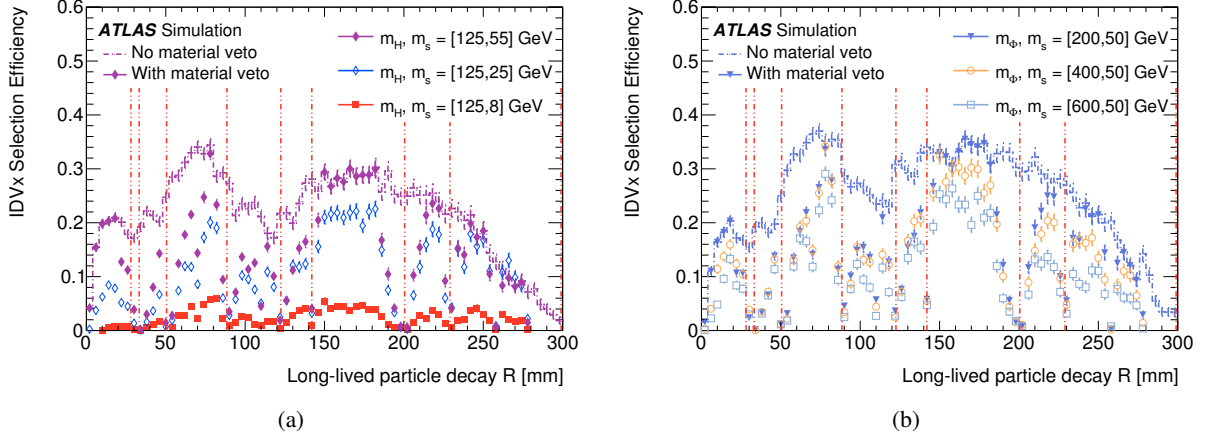 IDVx Selection Efficiency
0.6
0.5
0.4
0.3
0.2
0.1
0
ATLAS Simulation
No material veto
With material veto
m_H, m_s = [125,55] GeV
m_H, m_s = [125,25] GeV
m_H, m_s = [125,8] GeV
0 50 100 150 200 250 300
Long-lived particle decay R [mm]
(a)
IDVx Selection Efficiency
0.6
0.5
0.4
0.3
0.2
0.1
0
ATLAS Simulation
No material veto
With material veto
m_Φ, m_s = [200,50] GeV
m_Φ, m_s = [400,50] GeV
m_Φ, m_s = [600,50] GeV
0 50 100 150 200 250 300
Long-lived particle decay R [mm]
(b)